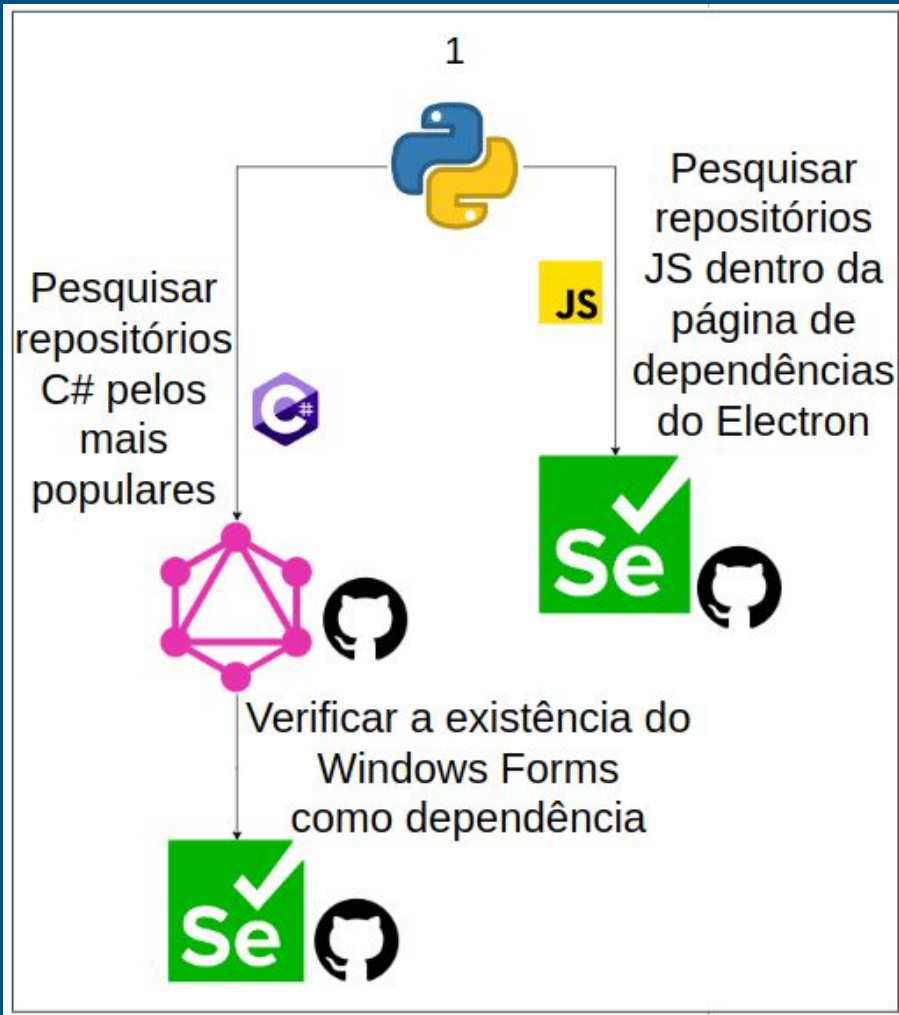 1
Pesquisar
repositórios
C# pelos
mais
populares
C#
JS
Pesquisar
repositórios
JS dentro da
página de
dependências
do Electron
Se
Verificar a existência do
Windows Forms
como dependência
Se